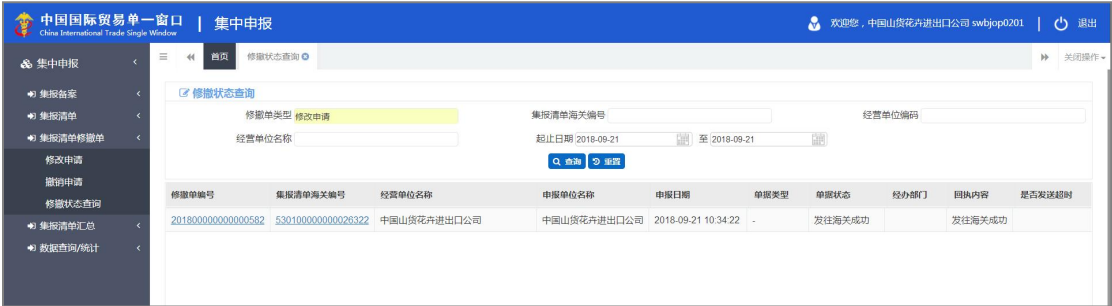 中国国际贸易单一窗口 | 集中申报
China International Trade Single Window
欢迎您，中国山货花卉进出口公司 swbjop0201 | 退出
集中申报
首页 修撤状态查询 关闭操作
集报备案
集报清单
集报清单修撤单
修改申请
撤销申请
修撤状态查询
集报清单汇总
数据查询/统计
修撤状态查询
修撤单类型 修改申请 集报清单海关编号 经营单位编码
经营单位名称 起止日期 2018-09-21 至 2018-09-21
查询 重置
修撤单编号 集报清单海关编号 经营单位名称 申报单位名称 申报日期 单据类型 单据状态 经办部门 回执内容 是否发送超时
201800000000000582 530100000000026322 中国山货花卉进出口公司 中国山货花卉进出口公司 2018-09-21 10:34:22 - 发往海关成功 发往海关成功